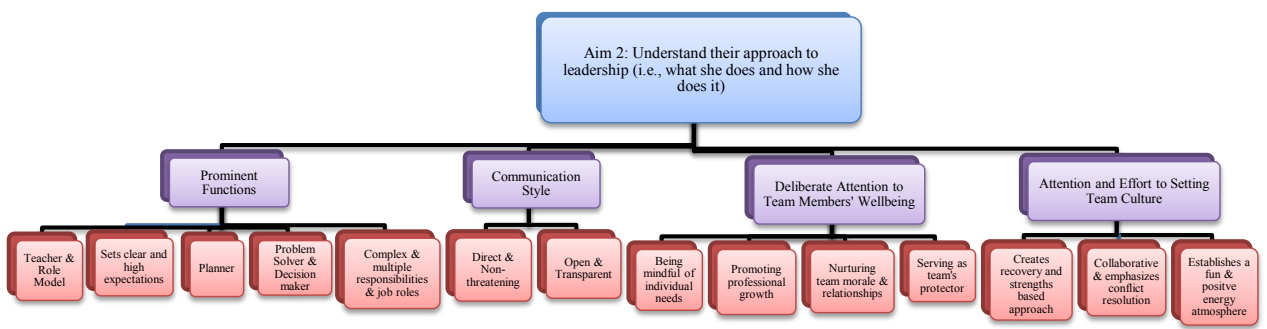 Aim 2: Understand their approach to
leadership (i.e., what she does and how she
does it)
Prominent
Functions
Communication
Style
Deliberate Attention to
Team Members' Wellbeing
Attention and Effort to Setting
Team Culture
Teacher &
Role
Model
Sets clear and
high
expectations
Planner
Problem
Solver &
Decision
maker
Complex &
multiple
responsibilities
& job roles
Direct &
Non-
threatening
Open &
Transparent
Being
mindful of
individual
needs
Promoting
professional
growth
Nurturing
team morale &
relationships
Serving as
team's
protector
Creates
recovery and
strengths
based
approach
Collaborative
& emphasizes
conflict
resolution
Establishes a
fun &
positve
energy
atmosphere